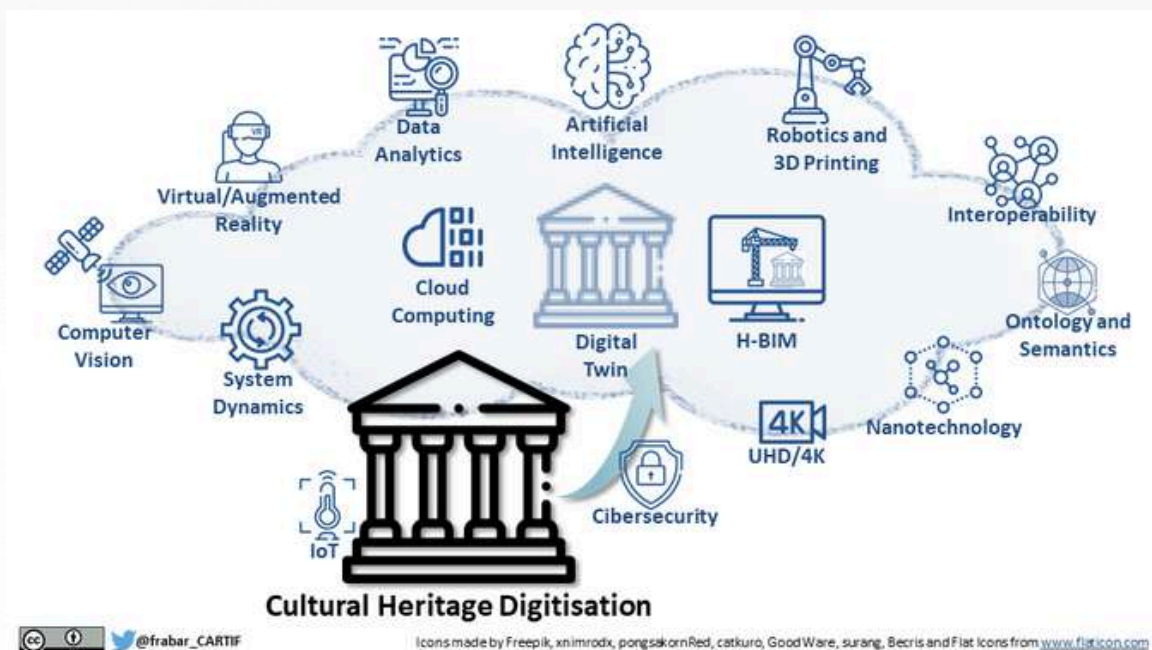 Data
Analytics
Artificial
Intelligence
Robotics and
3D Printing
VR
Virtual/Augmented
Reality
Interoperability
Cloud
Computing
Digital
Twin
H-BIM
Computer
Vision
Ontology and
Semantics
System
Dynamics
4K
UHD/4K
Nanotechnology
IoT
Cibersecurity
Cultural Heritage Digitisation
cc
@frabar_CARTIF
Icons made by Freepik, xnimrodx, pongsakornRed, catkuro, GoodWare, surang, Becris and Flat Icons from www.flaticon.com